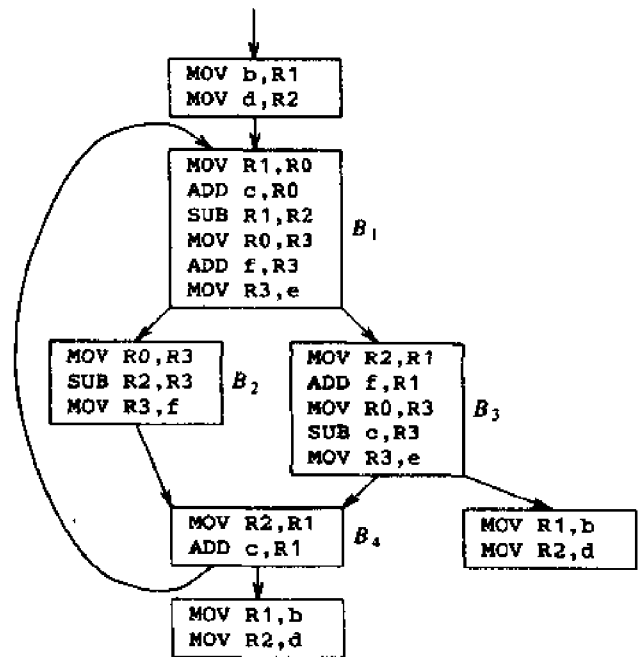 MOV b,R1
MOV d,R2
MOV R1,R0
ADD c,R0
SUB R1,R2
MOV R0,R3
ADD f,R3
MOV R3,e
B1
MOV R0,R3
SUB R2,R3
MOV R3,f
B2
MOV R2,R1
ADD f,R1
MOV R0,R3
SUB c,R3
MOV R3,e
B3
MOV R2,R1
ADD c,R1
B4
MOV R1,b
MOV R2,d
MOV R1,b
MOV R2,d